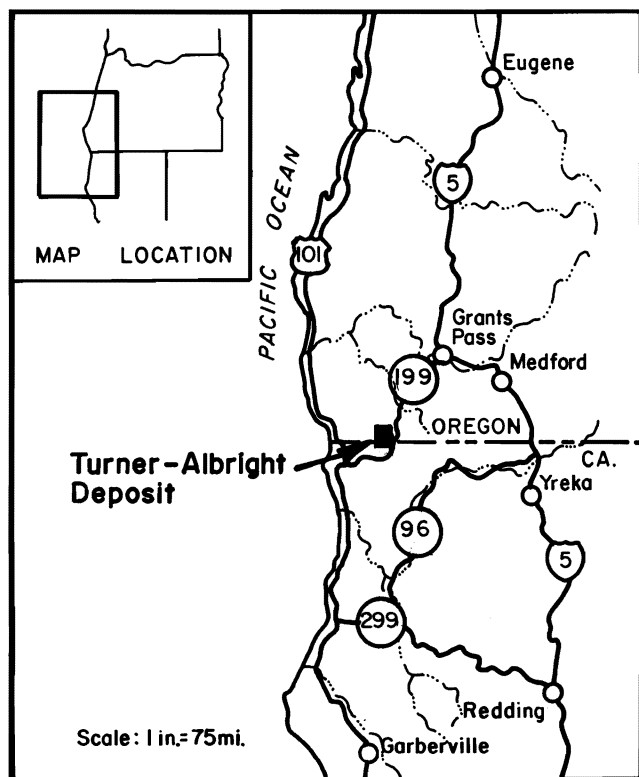 MAP LOCATION
PACIFIC OCEAN
Eugene
5
101
Grants
Pass
Medford
199
OREGON
CA.
Turner-Albright
Deposit
Yreka
96
5
299
Redding
Scale: 1 in.=75mi.
Garberville